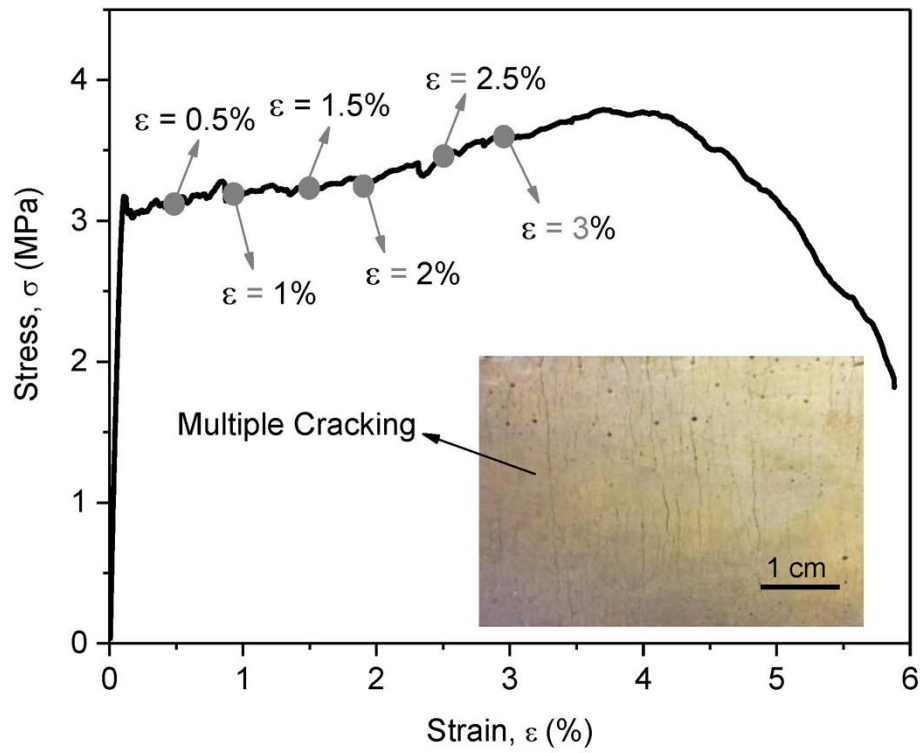 4
3
2
1
0
Stress, σ (MPa)
ε = 0.5%
ε = 1.5%
ε = 2.5%
ε = 1%
ε = 2%
ε = 3%
Multiple Cracking
1 cm
0 1 2 3 4 5 6
Strain, ε (%)